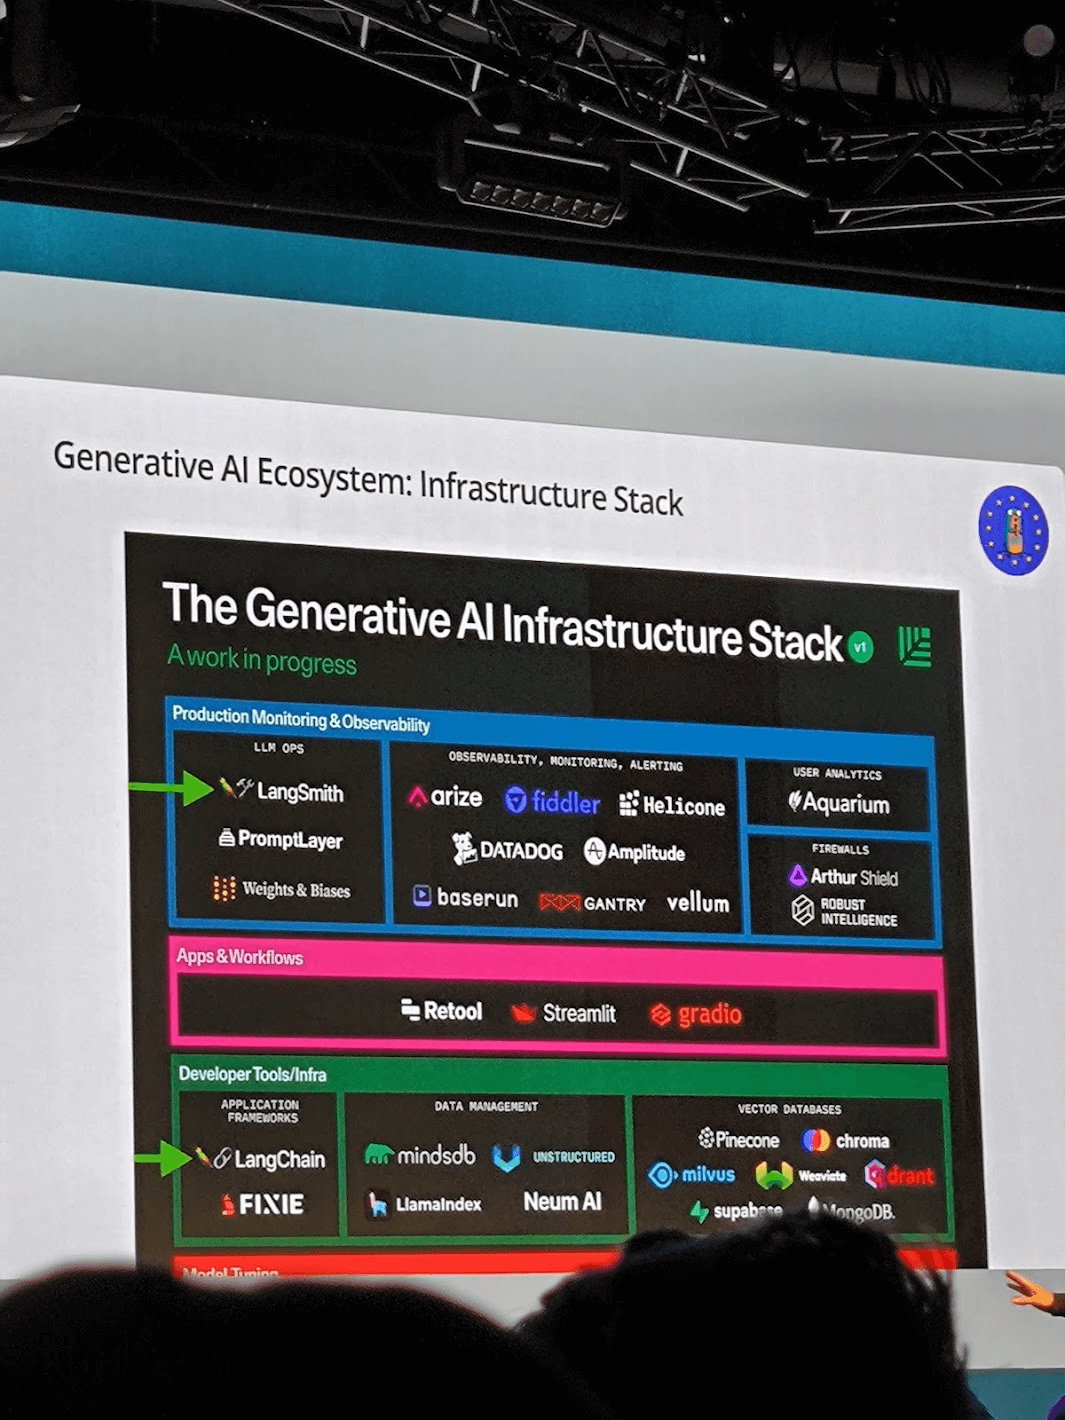 Generative AI Ecosystem: Infrastructure Stack
The Generative AI Infrastructure Stack v1
A work in progress
Production Monitoring & Observability
LLM OPS
LangSmith
PromptLayer
Weights & Biases
OBSERVABILITY, MONITORING, ALERTING
arize fiddler Helicone
DATADOG Amplitude
baserun GANTRY vellum
USER ANALYTICS
Aquarium
FIREWALLS
Arthur Shield
ROBUST
INTELLIGENCE
Apps & Workflows
Retool Streamlit gradio
Developer Tools/Infra
APPLICATION
FRAMEWORKS
LangChain
FIXIE
DATA MANAGEMENT
mindsdb UNSTRUCTURED
LlamaIndex Neum AI
VECTOR DATABASES
Pinecone chroma
milvus Weaviate qdrant
supabase MongoDB.
Model Tuning